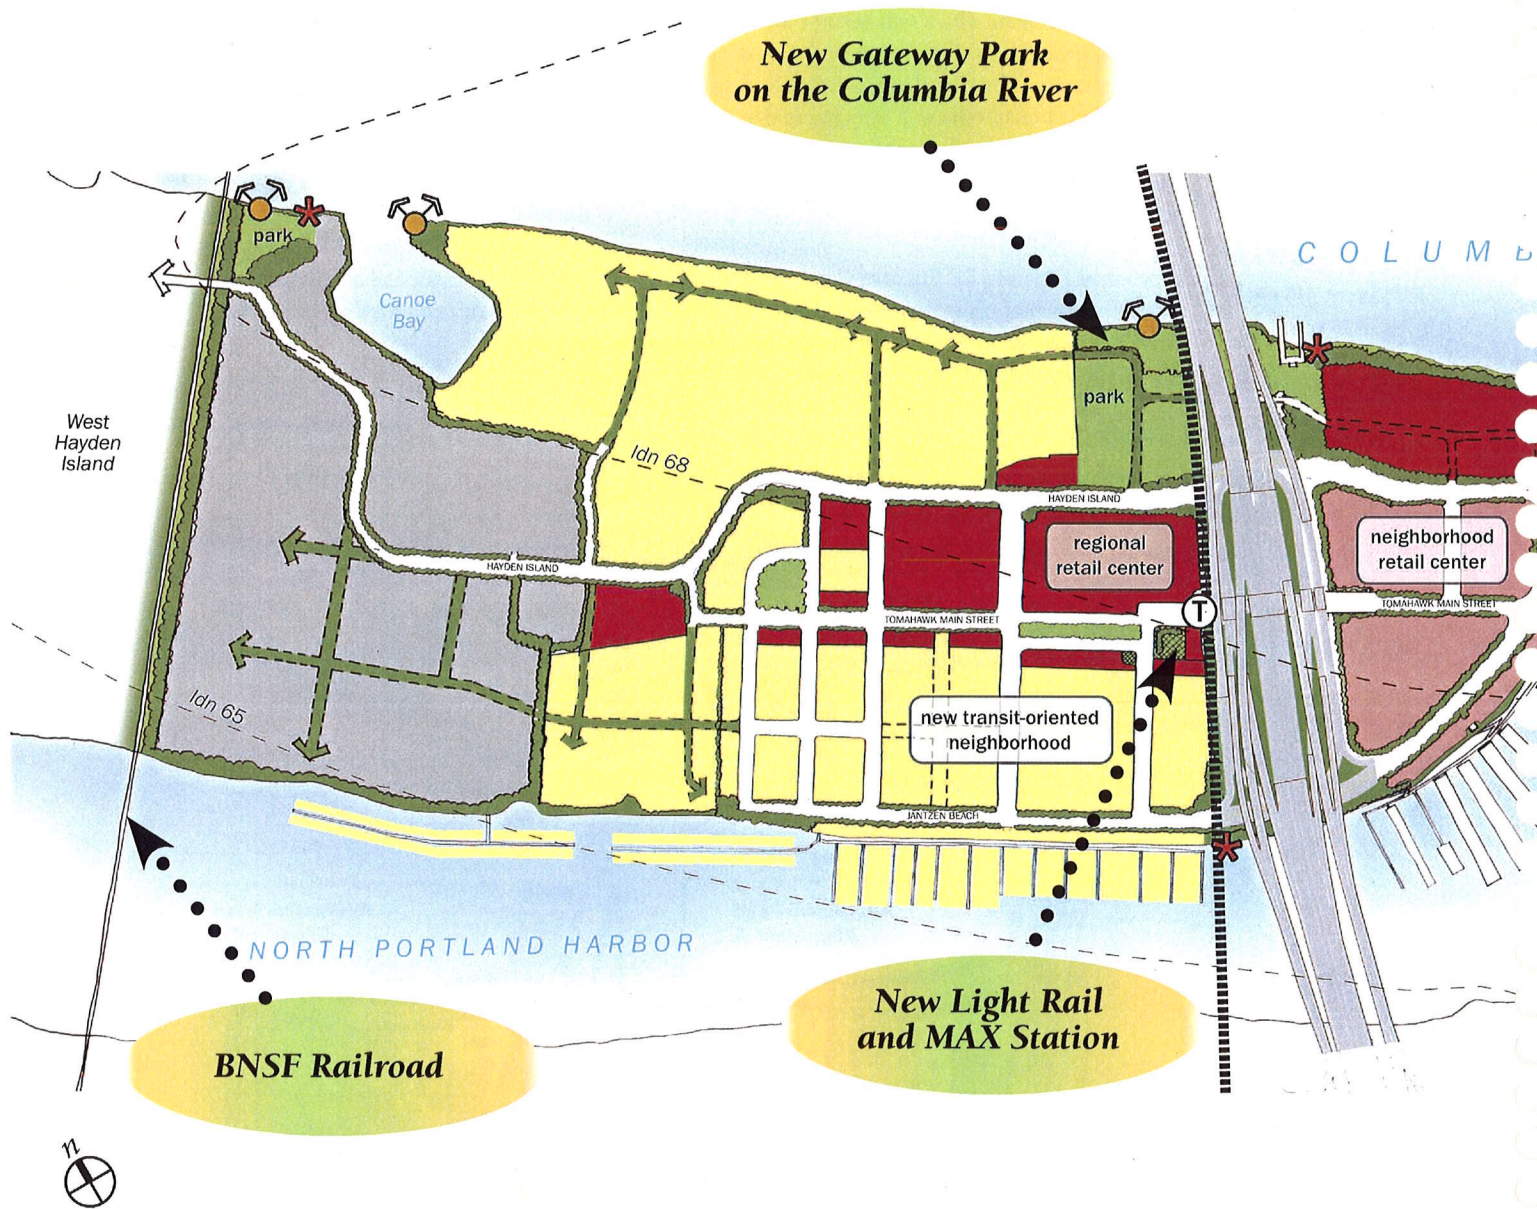 New Gateway Park
on the Columbia River
COLUMB
park
Canoe
Bay
West
Hayden
Island
ldn 68
park
HAYDEN ISLAND
regional
retail center
neighborhood
retail center
HAYDEN ISLAND
T
TOMAHAWK MAIN STREET
TOMAHAWK MAIN STREET
ldn 65
new transit-oriented
neighborhood
JANTZEN BEACH
NORTH PORTLAND HARBOR
New Light Rail
and MAX Station
BNSF Railroad
n